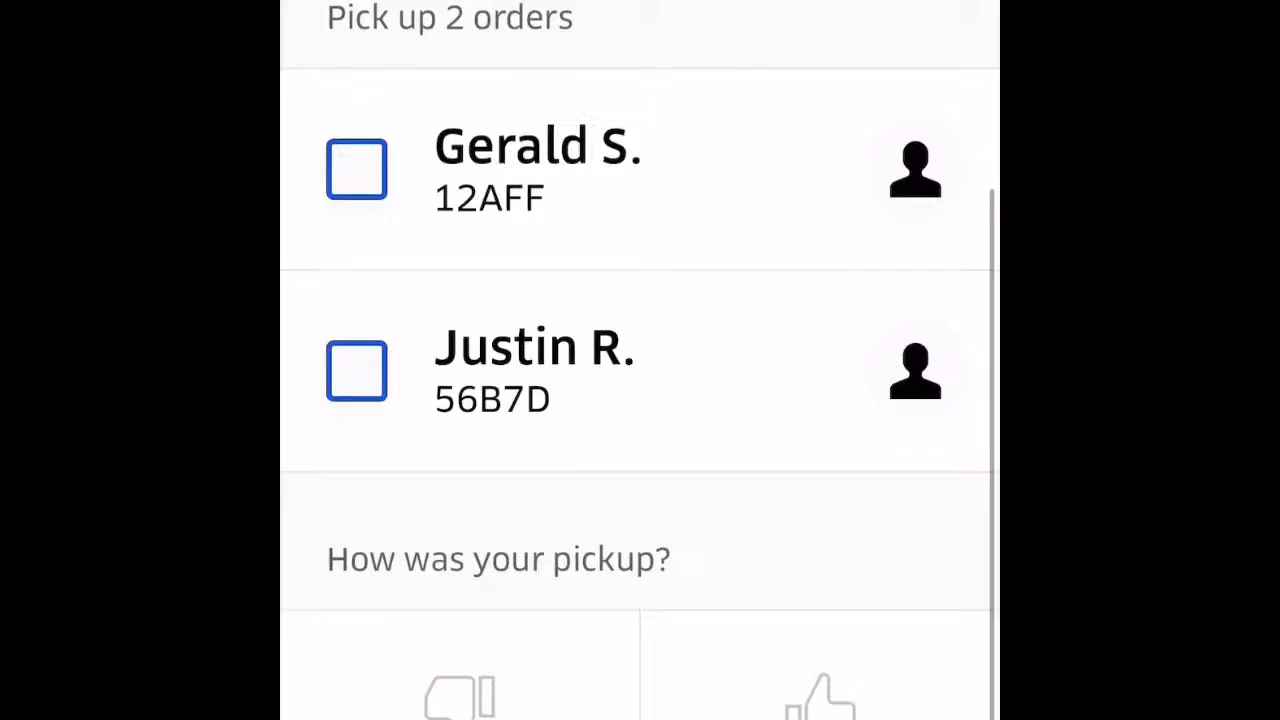 Pick up 2 orders
Gerald S.
12AFF
Justin R.
56B7D
How was your pickup?